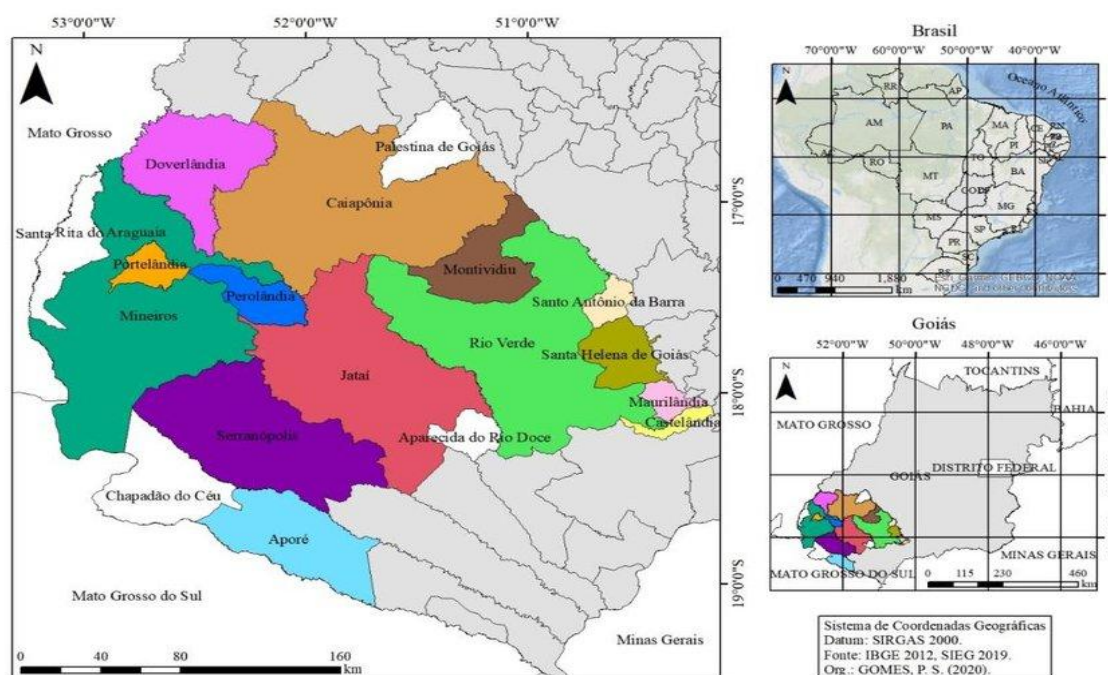 53°0'0"W
52°0'0"W
51°0'0"W
N
Mato Grosso
Doverlândia
Palestina de Goiás
Caiapônia
17°0'0"S
Santa Rita do Araguaia
Portelândia
Montividiu
Perolândia
Santo Antônio da Barra
Mineiros
Rio Verde
Santa Helena de Goiás
Jataí
18°0'0"S
Maurilândia
Castelândia
Serranópolis
Aparecida do Rio Doce
Chapadão do Céu
Aporé
19°0'0"S
Mato Grosso do Sul
Minas Gerais
0 20 40 80 160
km
Brasil
70°0'0"W 60°0'0"W 50°0'0"W 40°0'0"W
N
Oceano Atlântico
RR
AP
AM
PA
MA
CE
RN
PI
AC
RO
TO
BA
MT
GO
DF
MG
MS
SP
PR
SC
RS
0 470 940 1,880
km
Goiás
52°0'0"W 50°0'0"W 48°0'0"W 46°0'0"W
N
TOCANTINS
BAHIA
MATO GROSSO
DISTRITO FEDERAL
GOIÁS
MINAS GERAIS
MATO GROSSO DO SUL
0 115 230 460
km
Sistema de Coordenadas Geográficas
Datum: SIRGAS 2000.
Fonte: IBGE 2012, SIEG 2019.
Org.: GOMES, P. S. (2020).